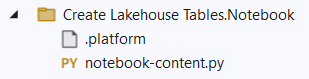 Create Lakehouse Tables.Notebook
.platform
PY notebook-content.py